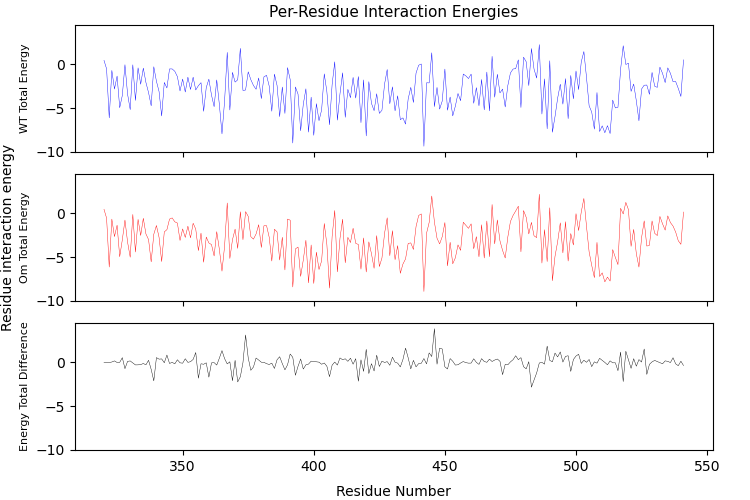 Per-Residue Interaction Energies
Residue interaction energy
WT Total Energy
0
−5
−10
Om Total Energy
0
−5
−10
Energy Total Difference
0
−5
−10
350 400 450 500 550
Residue Number